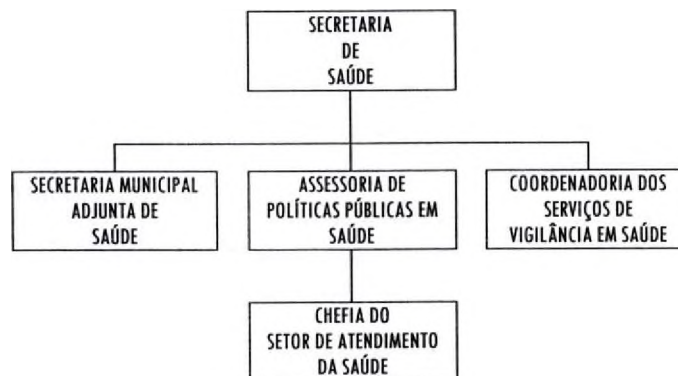 SECRETARIA
DE
SAÚDE
SECRETARIA MUNICIPAL
ADJUNTA DE
SAÚDE
ASSESSORIA DE
POLÍTICAS PÚBLICAS EM
SAÚDE
COORDENADORIA DOS
SERVIÇOS DE
VIGILÂNCIA EM SAÚDE
CHEFIA DO
SETOR DE ATENDIMENTO
DA SAÚDE